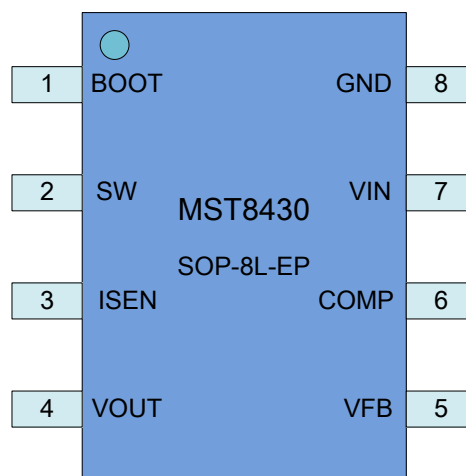 1 BOOT GND 8
2 SW VIN 7
MST8430
SOP-8L-EP
3 ISEN COMP 6
4 VOUT VFB 5